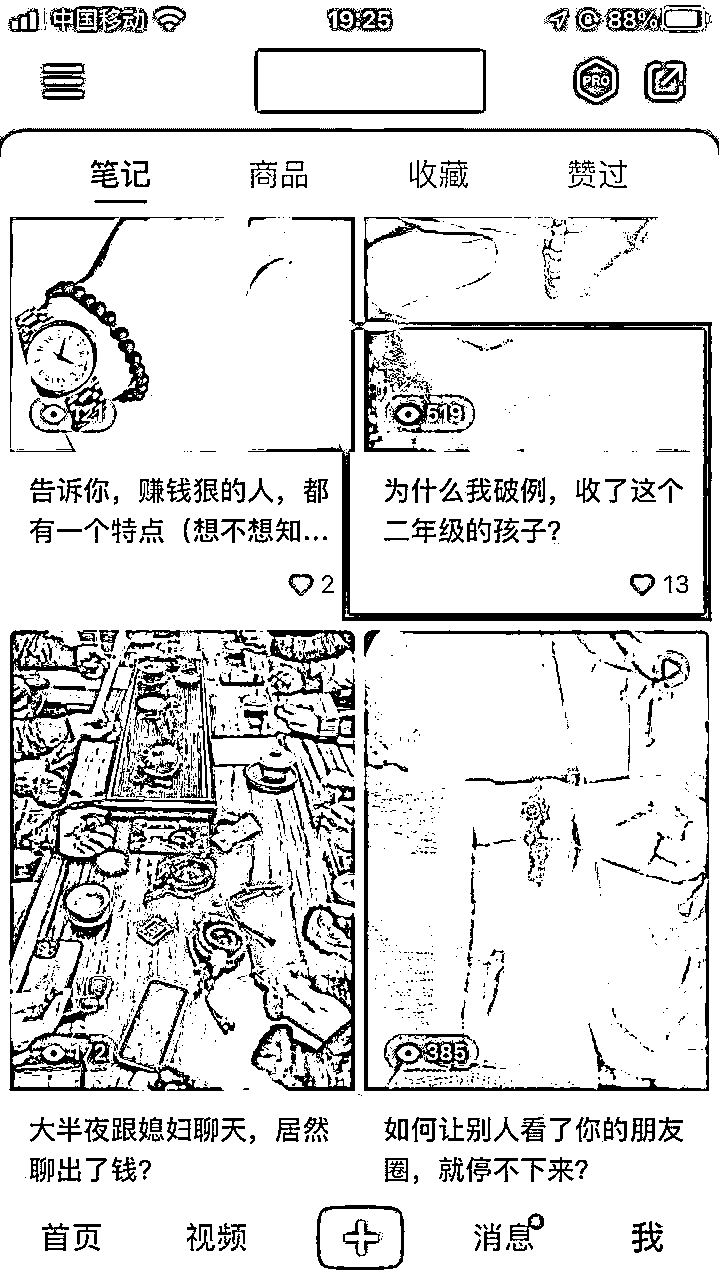 中国移动
19:25
88%
PRO
笔记
商品
收藏
赞过
121
519
告诉你，赚钱狠的人，都
有一个特点（想不想知...
2
为什么我破例，收了这个
二年级的孩子？
13
172
385
大半夜跟媳妇聊天，居然
聊出了钱？
如何让别人看了你的朋友
圈，就停不下来？
首页
视频
消息
我